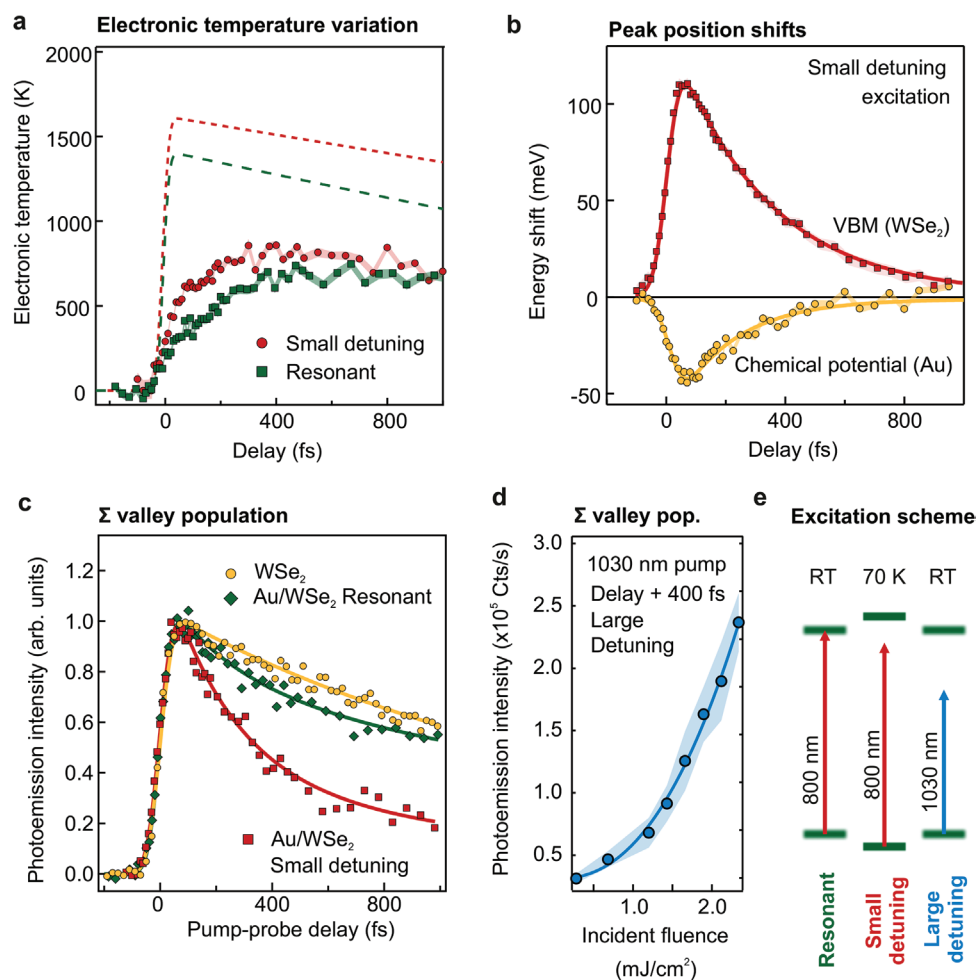 a
Electronic temperature variation
2000
1500
1000
500
0
Electronic temperature (K)
Small detuning
Resonant
0 200 400 600 800
Delay (fs)
b
Peak position shifts
Small detuning
excitation
100
50
0
-50
Energy shift (meV)
VBM (WSe₂)
Chemical potential (Au)
0 400 800
Delay (fs)
c
Σ valley population
1.2
1.0
0.8
0.6
0.4
0.2
0.0
Photoemission intensity (arb. units)
WSe₂
Au/WSe₂ Resonant
Au/WSe₂
Small detuning
0 400 800
Pump-probe delay (fs)
d
Σ valley pop.
3.0
2.5
2.0
1.5
1.0
0.5
Photoemission intensity (x10⁵ Cts/s)
1030 nm pump
Delay + 400 fs
Large
Detuning
1.0 2.0
Incident fluence
(mJ/cm²)
e
Excitation scheme
RT 70 K RT
800 nm
800 nm
1030 nm
Resonant
Small
detuning
Large
detuning